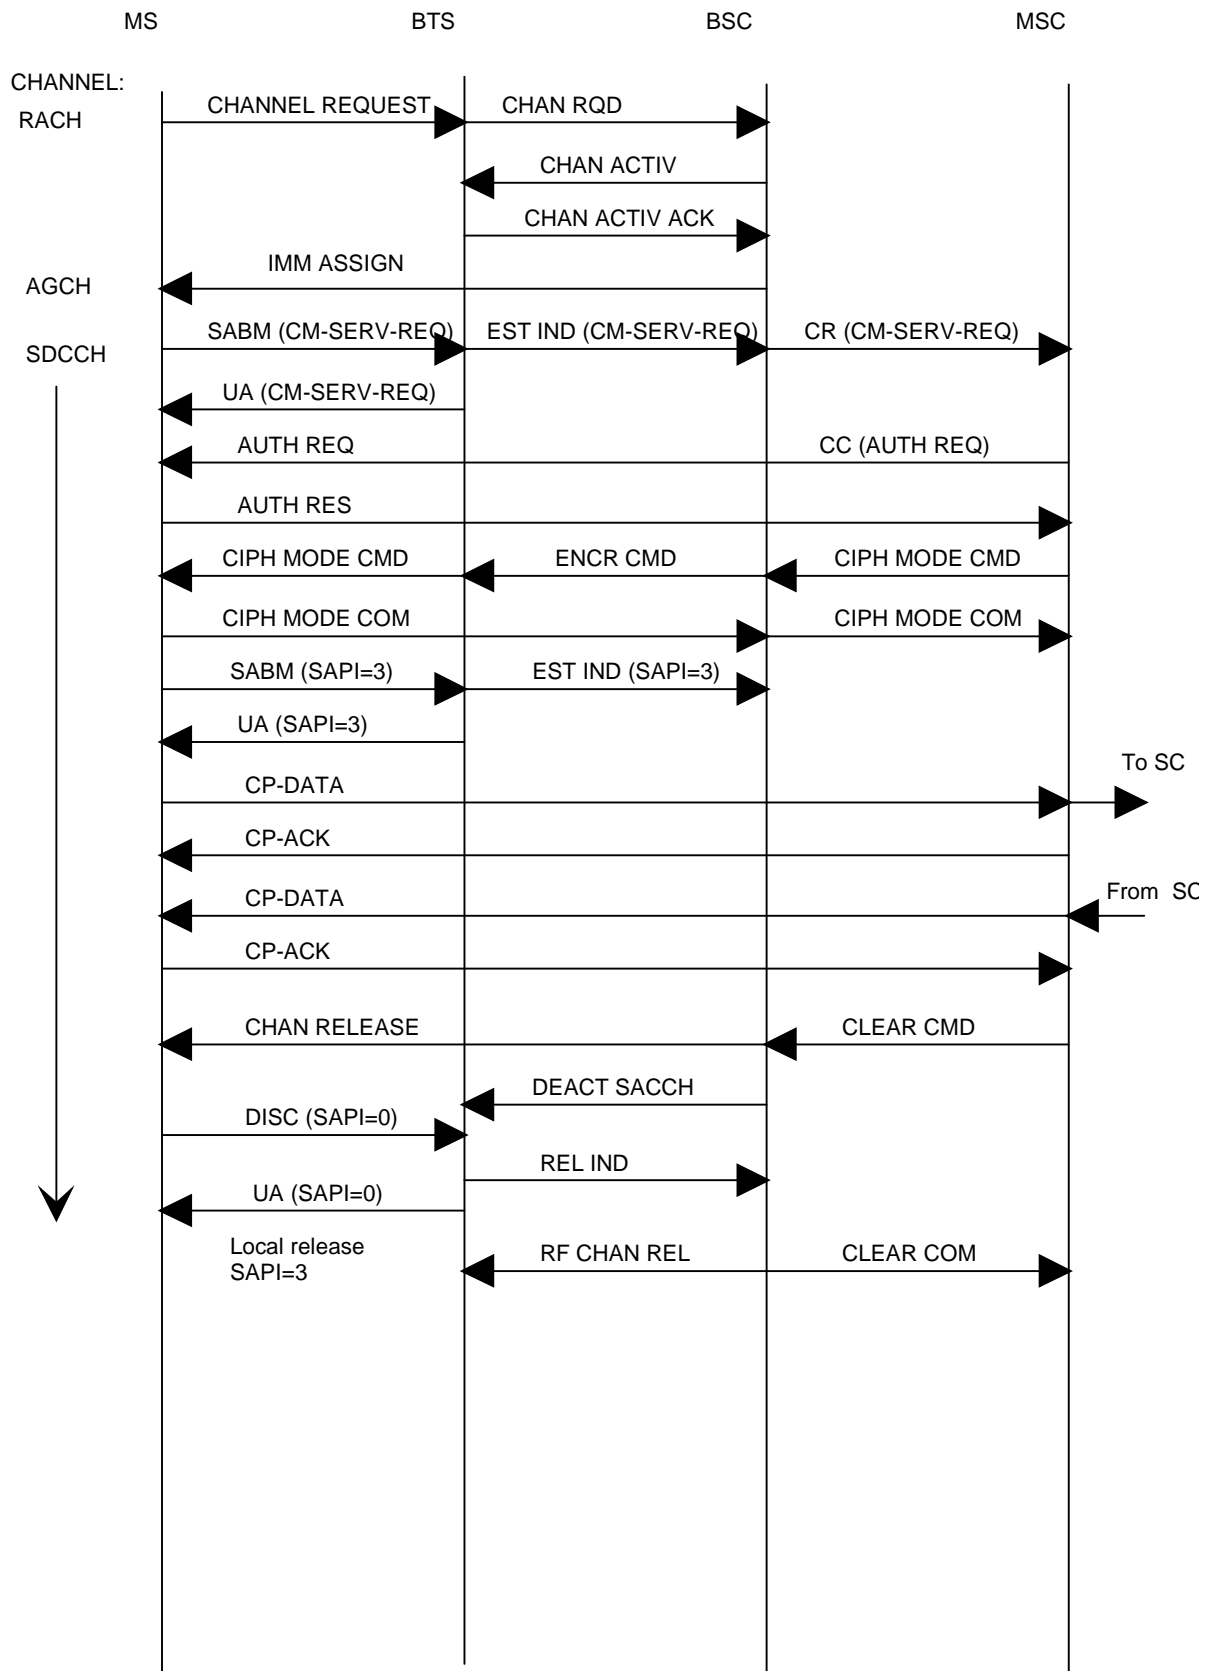 MS BTS BSC MSC
CHANNEL:
RACH CHANNEL REQUEST CHAN RQD
CHAN ACTIV
CHAN ACTIV ACK
AGCH IMM ASSIGN
SDCCH SABM (CM-SERV-REQ) EST IND (CM-SERV-REQ) CR (CM-SERV-REQ)
UA (CM-SERV-REQ)
AUTH REQ CC (AUTH REQ)
AUTH RES
CIPH MODE CMD ENCR CMD CIPH MODE CMD
CIPH MODE COM CIPH MODE COM
SABM (SAPI=3) EST IND (SAPI=3)
UA (SAPI=3)
To SC
CP-DATA
CP-ACK
CP-DATA From SC
CP-ACK
CHAN RELEASE CLEAR CMD
DEACT SACCH
DISC (SAPI=0)
REL IND
UA (SAPI=0)
Local release RF CHAN REL CLEAR COM
SAPI=3